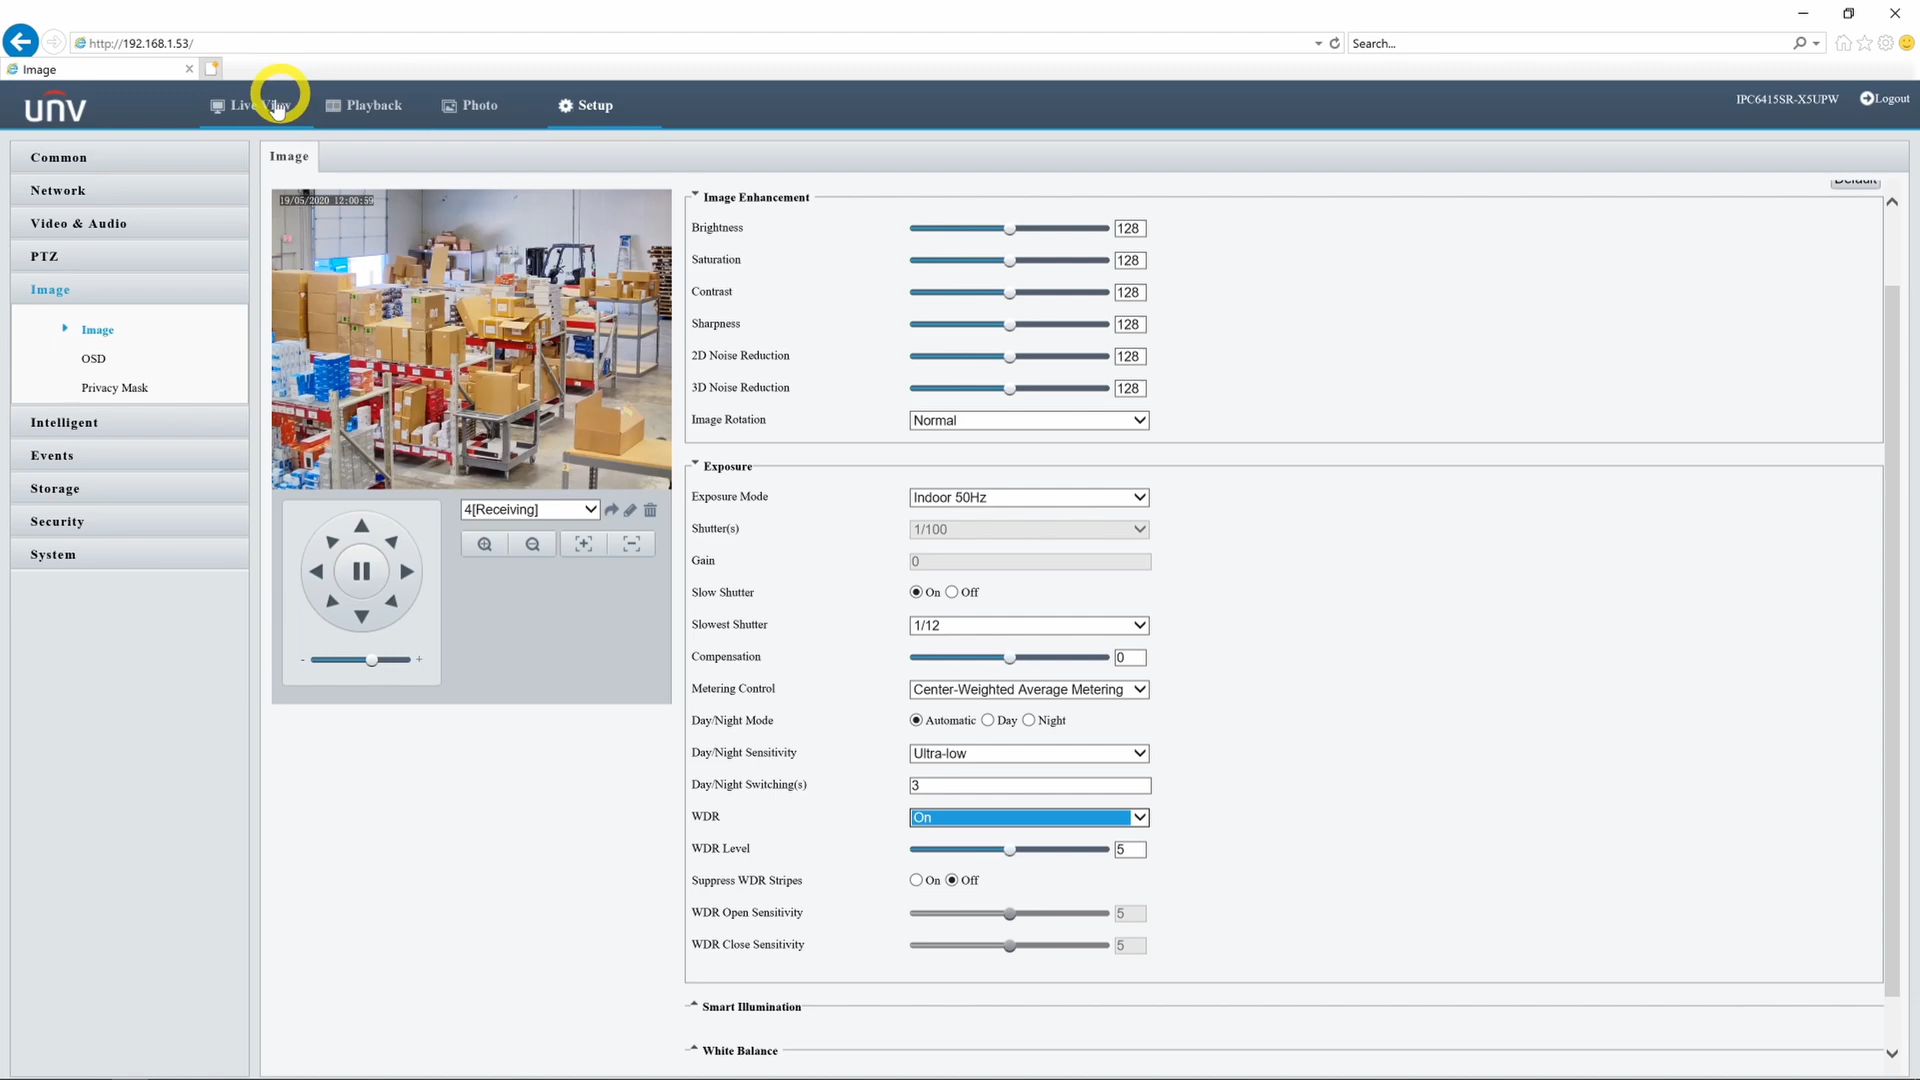 http://192.168.1.53/
Search...
Image
unv
Live View
Playback
Photo
Setup
IPC6415SR-X5UPW
Logout
Common
Network
Video & Audio
PTZ
Image
Image
OSD
Privacy Mask
Intelligent
Events
Storage
Security
System
Image
19/05/2020 12:00:59
4[Receiving]
- +
Default
Image Enhancement
Brightness 128
Saturation 128
Contrast 128
Sharpness 128
2D Noise Reduction 128
3D Noise Reduction 128
Image Rotation Normal
Exposure
Exposure Mode Indoor 50Hz
Shutter(s) 1/100
Gain 0
Slow Shutter On Off
Slowest Shutter 1/12
Compensation 0
Metering Control Center-Weighted Average Metering
Day/Night Mode Automatic Day Night
Day/Night Sensitivity Ultra-low
Day/Night Switching(s) 3
WDR On
WDR Level 5
Suppress WDR Stripes On Off
WDR Open Sensitivity 5
WDR Close Sensitivity 5
Smart Illumination
White Balance